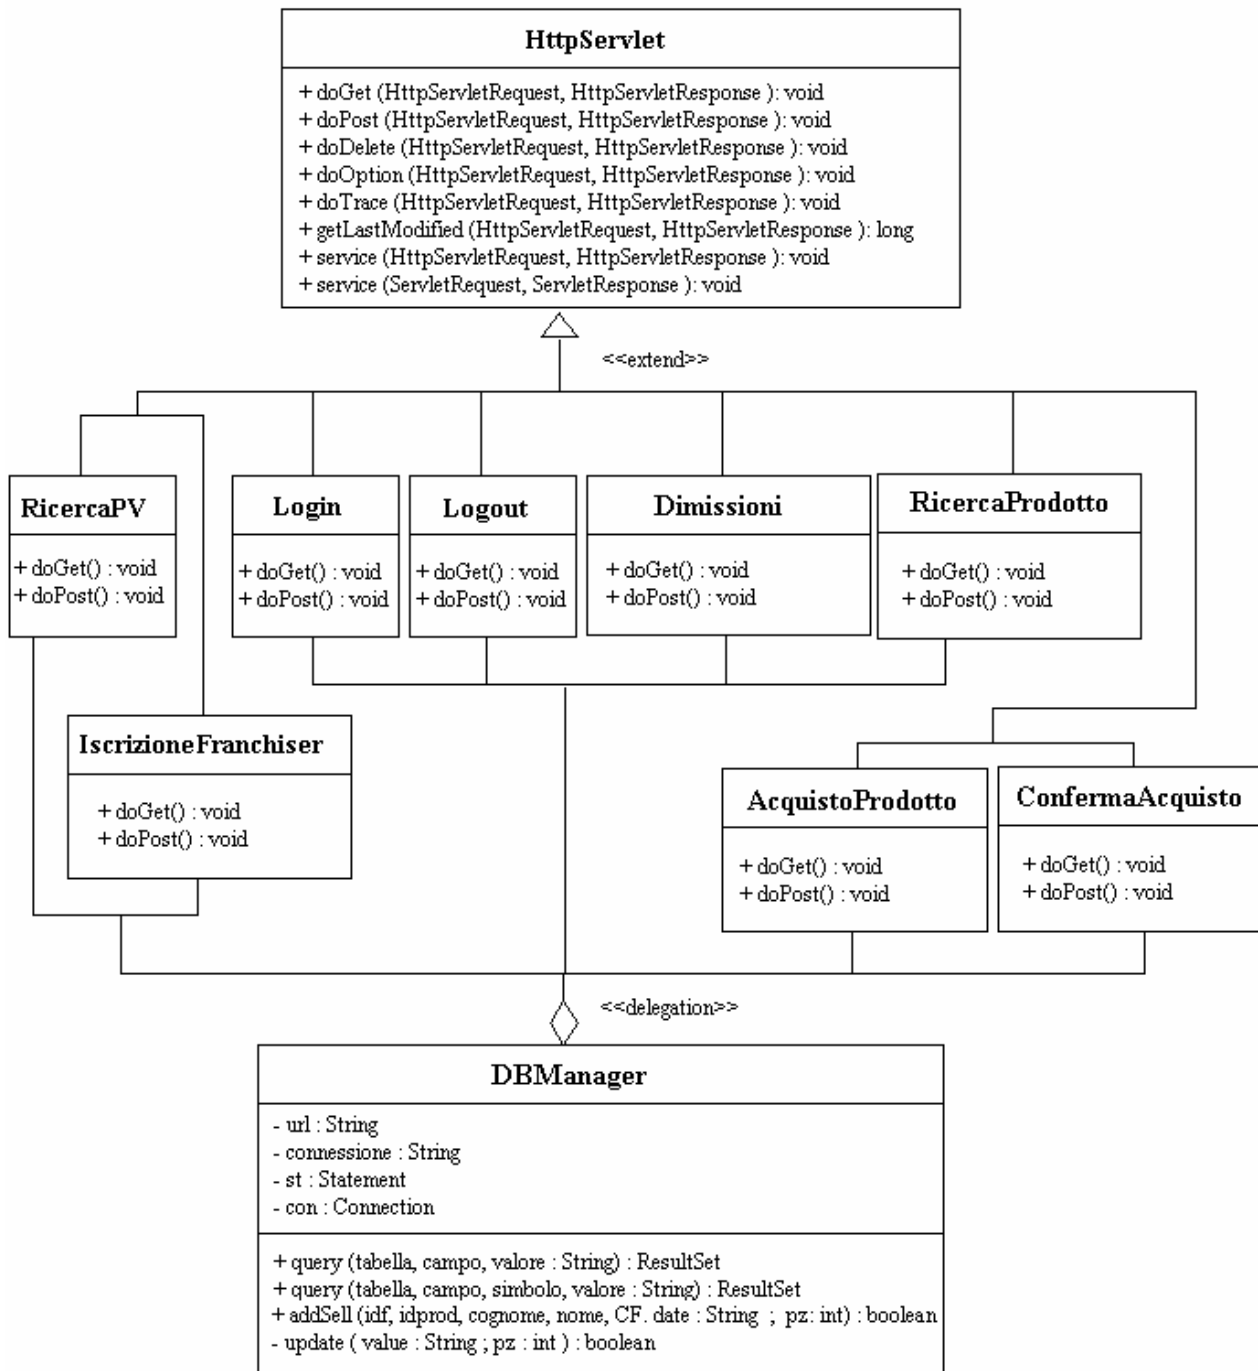 HttpServlet
+ doGet (HttpServletRequest, HttpServletResponse ): void
+ doPost (HttpServletRequest, HttpServletResponse ): void
+ doDelete (HttpServletRequest, HttpServletResponse ): void
+ doOption (HttpServletRequest, HttpServletResponse ): void
+ doTrace (HttpServletRequest, HttpServletResponse ): void
+ getLastModified (HttpServletRequest, HttpServletResponse ): long
+ service (HttpServletRequest, HttpServletResponse ): void
+ service (ServletRequest, ServletResponse ): void
<<extend>>
RicercaPV
+ doGet() : void
+ doPost() : void
Login
+ doGet() : void
+ doPost() : void
Logout
+ doGet() : void
+ doPost() : void
Dimissioni
+ doGet() : void
+ doPost() : void
RicercaProdotto
+ doGet() : void
+ doPost() : void
IscrizioneFranchiser
+ doGet() : void
+ doPost() : void
AcquistoProdotto
+ doGet() : void
+ doPost() : void
ConfermaAcquisto
+ doGet() : void
+ doPost() : void
<<delegation>>
DBManager
- url : String
- connessione : String
- st : Statement
- con : Connection
+ query (tabella, campo, valore : String) : ResultSet
+ query (tabella, campo, simbolo, valore : String) : ResultSet
+ addSell (idf, idprod, cognome, nome, CF. date : String ; pz: int) : boolean
- update ( value : String ; pz : int ) : boolean